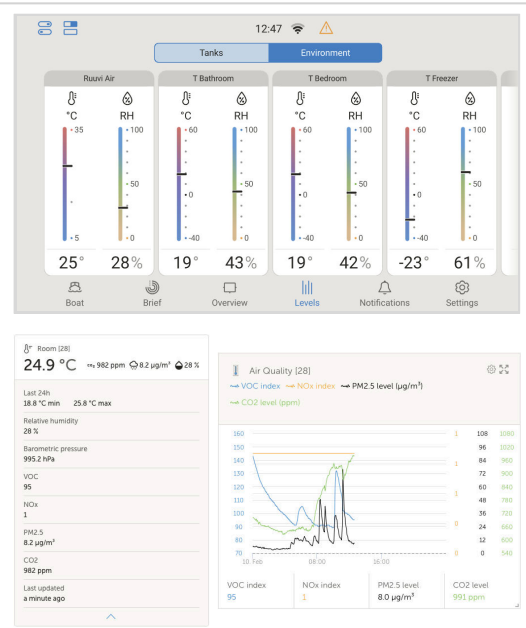 12:47
Tanks Environment
Ruuvi Air T Bathroom T Bedroom T Freezer
°C RH °C RH °C RH °C RH
35 100 60 100 60 100 60 100
50 0 50 0 50 0 50
5 0 -40 0 -40 0 -40 0
25° 28% 19° 43% 19° 42% -23° 61%
Boat Brief Overview Levels Notifications Settings
Room [28]
24.9 °C CO₂ 982 ppm 8.2 µg/m³ 28 %
Last 24h
18.8 °C min 25.8 °C max
Relative humidity
28 %
Barometric pressure
995.2 hPa
VOC
95
NOx
1
PM2.5
8.2 µg/m³
CO2
982 ppm
Last updated
a minute ago
Air Quality [28]
VOC index NOx index PM2.5 level (µg/m³)
CO2 level (ppm)
160 1 108 1080
150 96 1020
140 1 84 960
130 72 900
120 60 840
110 1 48 780
100 36 720
90 0 24 660
80 12 600
70 0 0 540
10. Feb 08:00 16:00
VOC index NOx index PM2.5 level CO2 level
95 1 8.0 µg/m³ 991 ppm